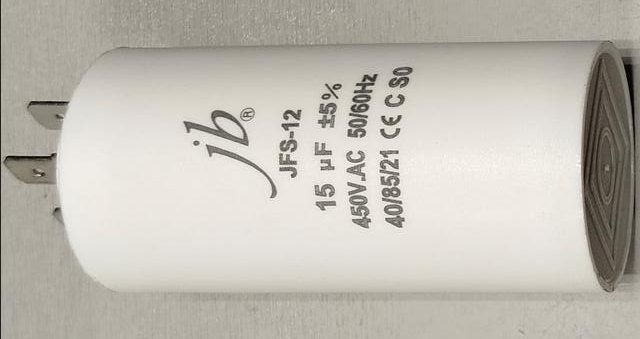 jb®
JFS-12
15 µF ±5%
450V.AC 50/60Hz
40/85/21 CE C S0